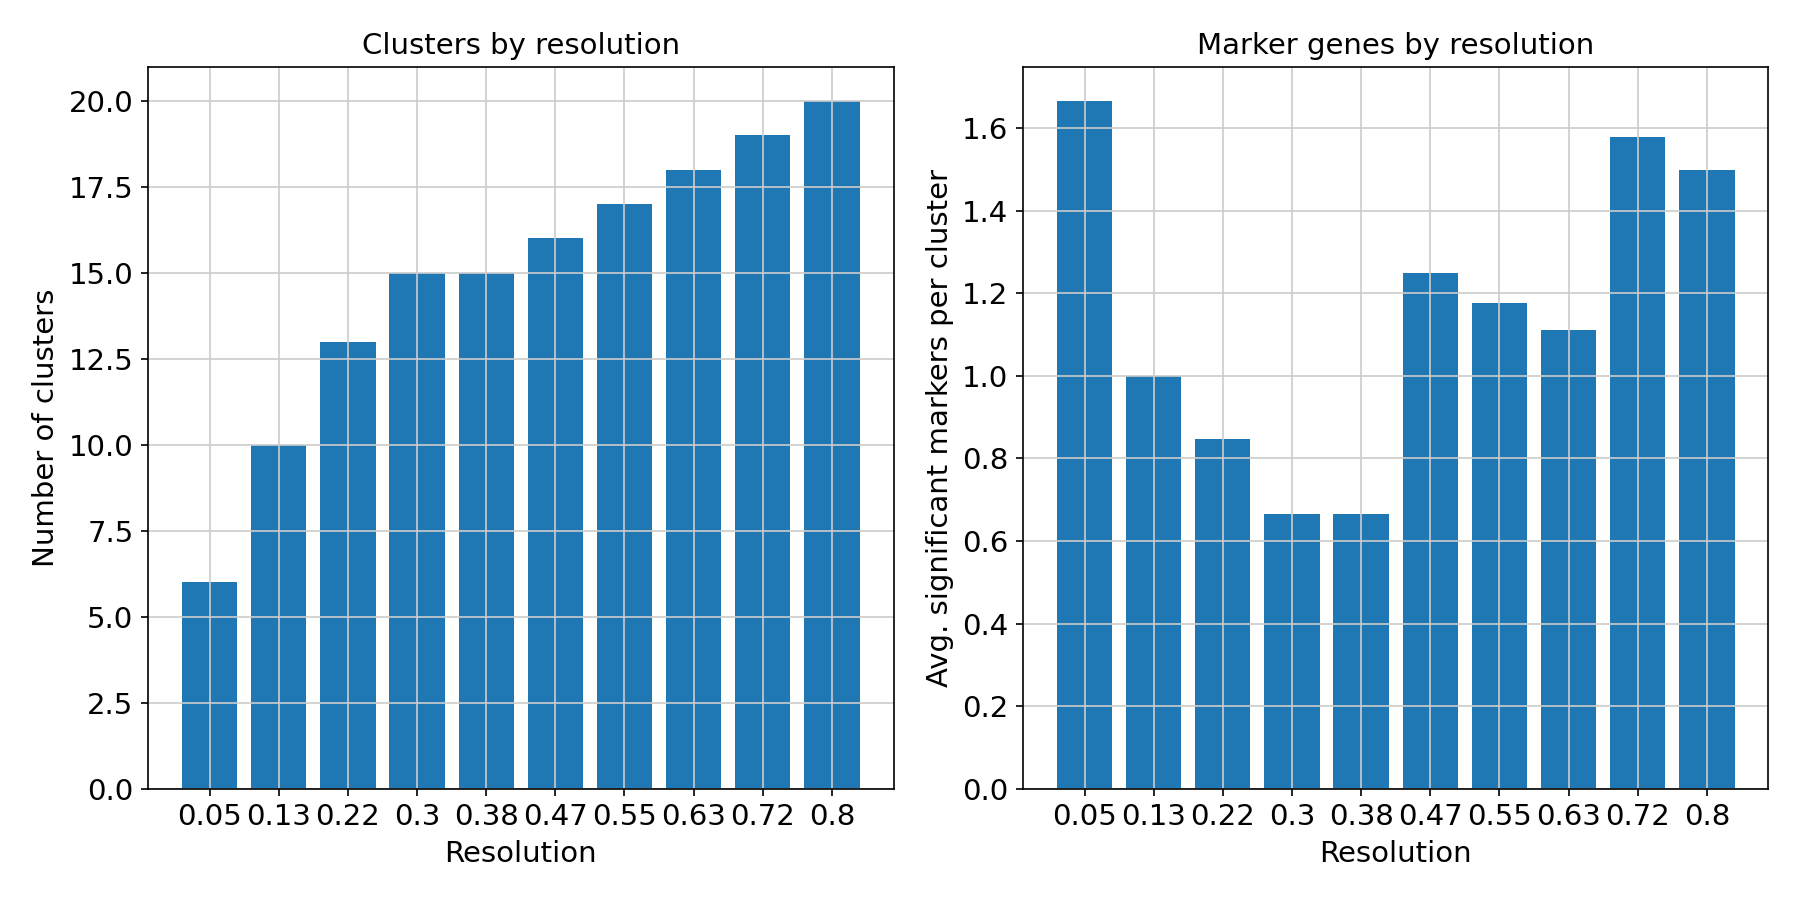 Clusters by resolution
Number of clusters
20.0
17.5
15.0
12.5
10.0
7.5
5.0
2.5
0.0
0.05 0.13 0.22 0.3 0.38 0.47 0.55 0.63 0.72 0.8
Resolution
Marker genes by resolution
Avg. significant markers per cluster
1.6
1.4
1.2
1.0
0.8
0.6
0.4
0.2
0.0
0.05 0.13 0.22 0.3 0.38 0.47 0.55 0.63 0.72 0.8
Resolution